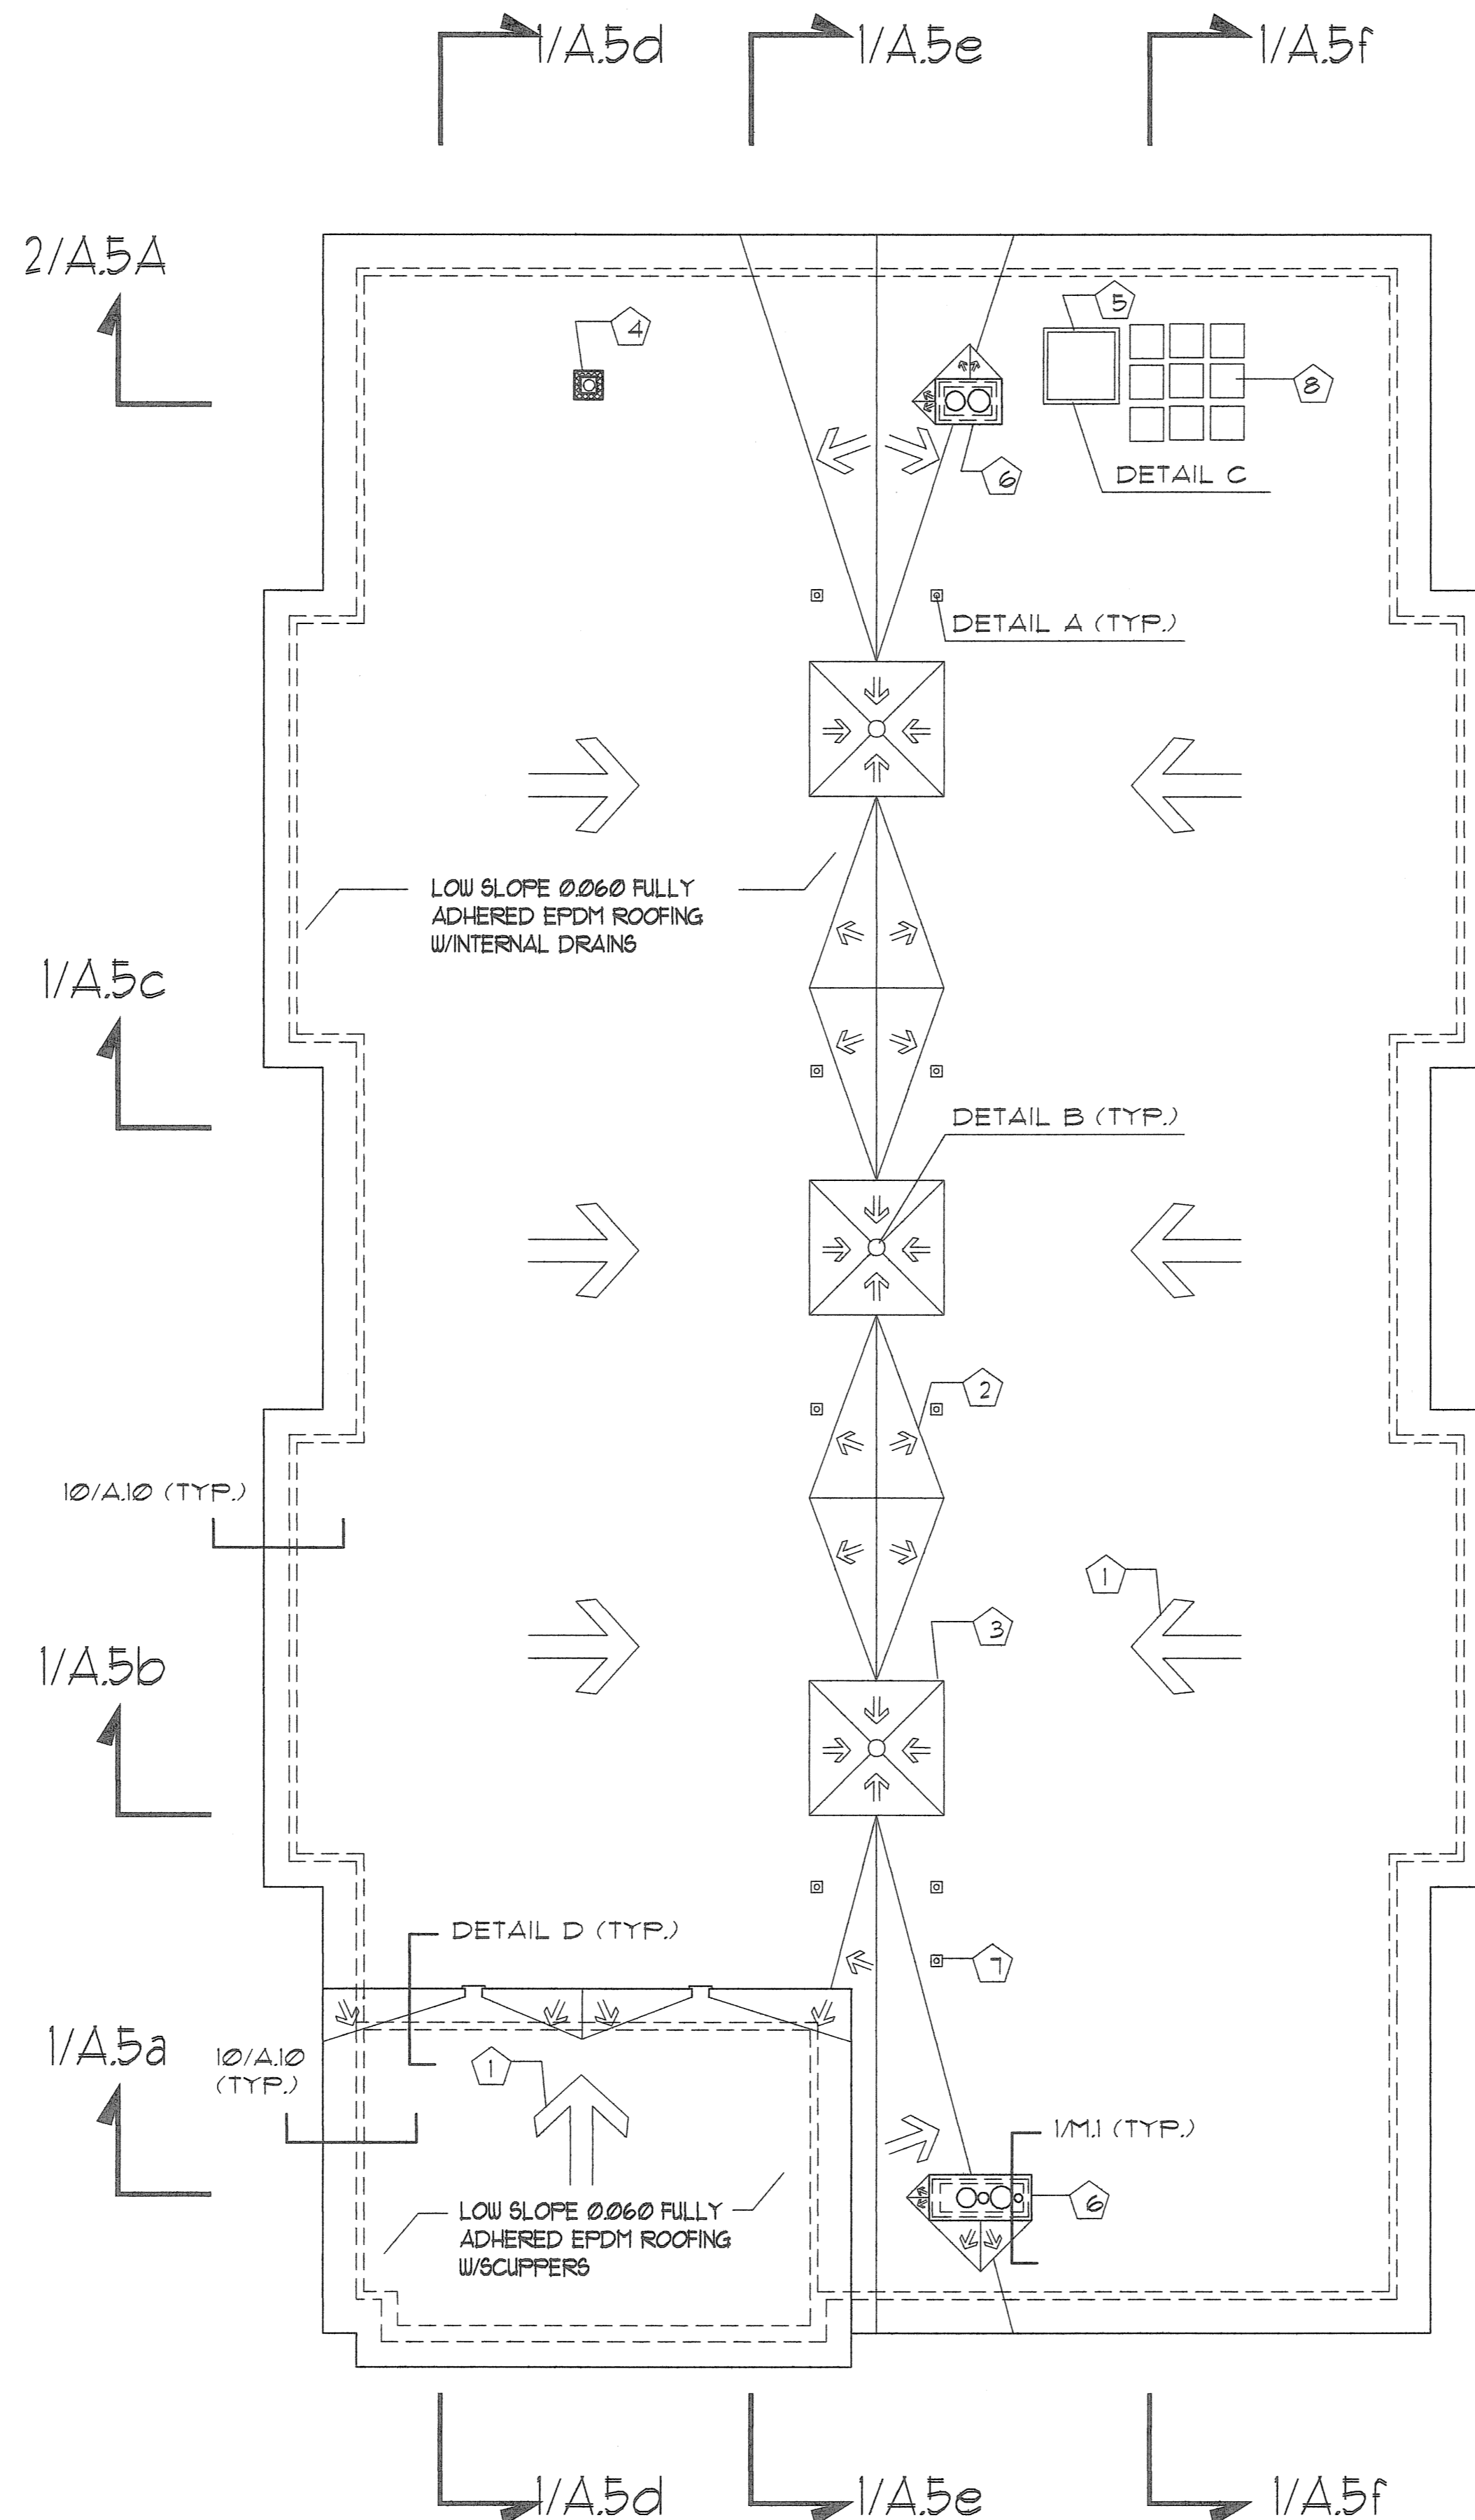 1/A.5d
1/A.5e
1/A.5f
2/A.5A
5
4
8
6
DETAIL C
DETAIL A (TYP.)
LOW SLOPE 0.060 FULLY
ADHERED EPDM ROOFING
W/INTERNAL DRAINS
1/A.5c
DETAIL B (TYP.)
2
10/A.10 (TYP.)
1
3
1/A.5b
DETAIL D (TYP.)
7
1/A.5a
10/A.10
(TYP.)
1
1/M.1 (TYP.)
6
LOW SLOPE 0.060 FULLY
ADHERED EPDM ROOFING
W/SCUPPERS
1/A.5d
1/A.5e
1/A.5f